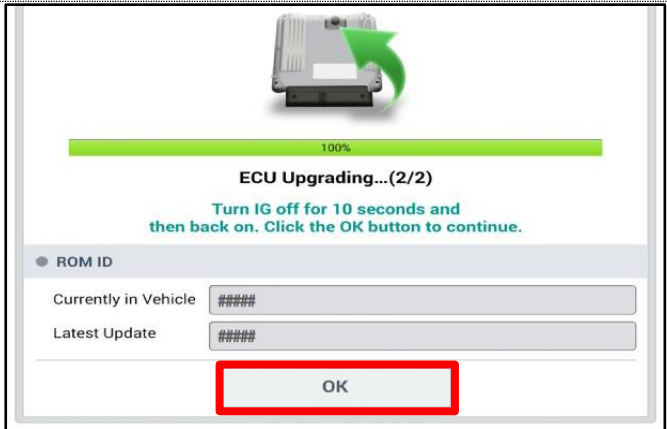 100%
ECU Upgrading...(2/2)
Turn IG off for 10 seconds and
then back on. Click the OK button to continue.
ROM ID
Currently in Vehicle #####
Latest Update #####
OK